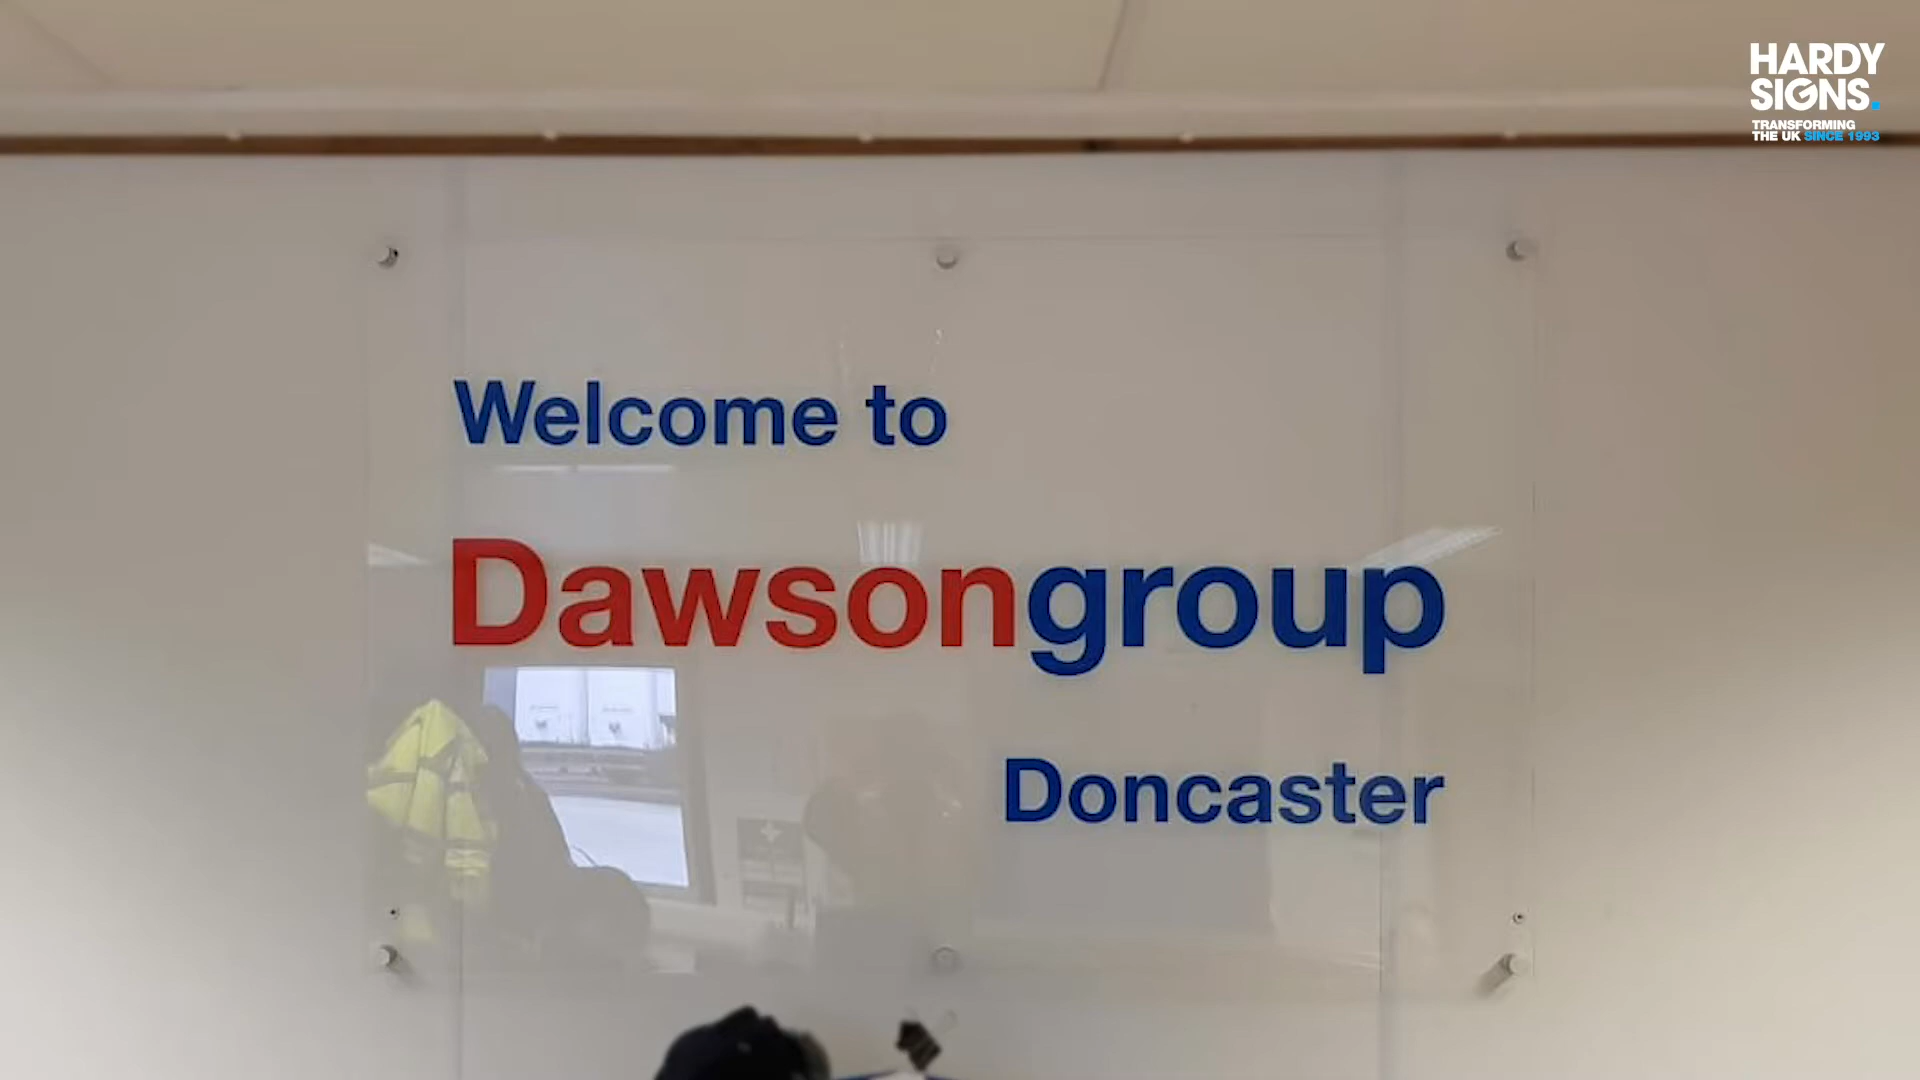 HARDY
SIGNS.
TRANSFORMING
THE UK SINCE 1993
Welcome to
Dawsongroup
Doncaster